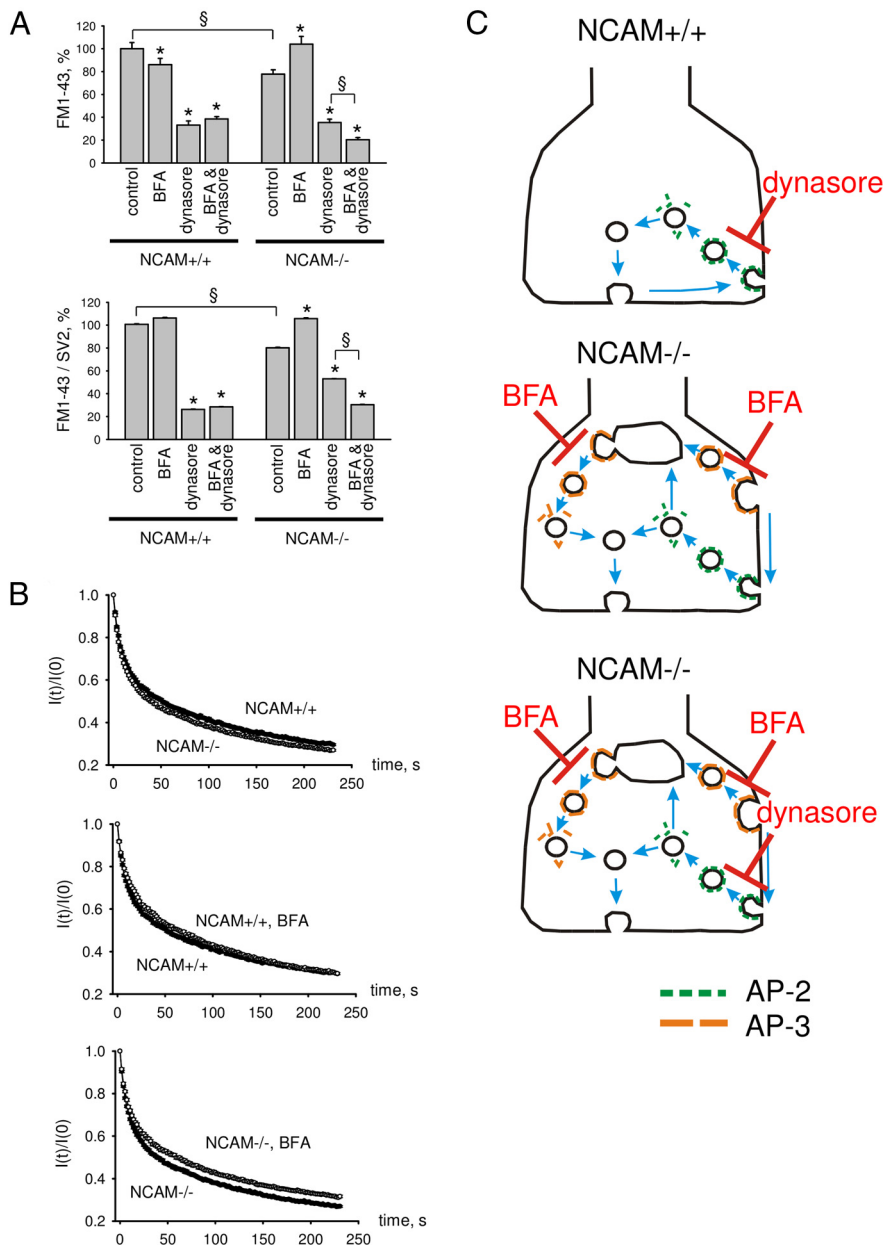 A
FM1-43, %
120
100
80
60
40
20
0
§
*
*
*
*
*
*
§
*
control
BFA
dynasore
BFA &
dynasore
control
BFA
dynasore
BFA &
dynasore
NCAM+/+
NCAM-/-
FM1-43 / SV2, %
120
100
80
60
40
20
0
§
*
*
*
*
§
*
control
BFA
dynasore
BFA &
dynasore
control
BFA
dynasore
BFA &
dynasore
NCAM+/+
NCAM-/-
B
I(t)/I(0)
1.0
0.8
0.6
0.4
0.2
NCAM+/+
NCAM-/-
0
50
100
150
200
250
time, s
I(t)/I(0)
1.0
0.8
0.6
0.4
0.2
NCAM+/+, BFA
NCAM+/+
0
50
100
150
200
250
time, s
I(t)/I(0)
1.0
0.8
0.6
0.4
0.2
NCAM-/-, BFA
NCAM-/-
0
50
100
150
200
250
time, s
C
NCAM+/+
dynasore
NCAM-/-
BFA
BFA
NCAM-/-
BFA
BFA
dynasore
AP-2
AP-3